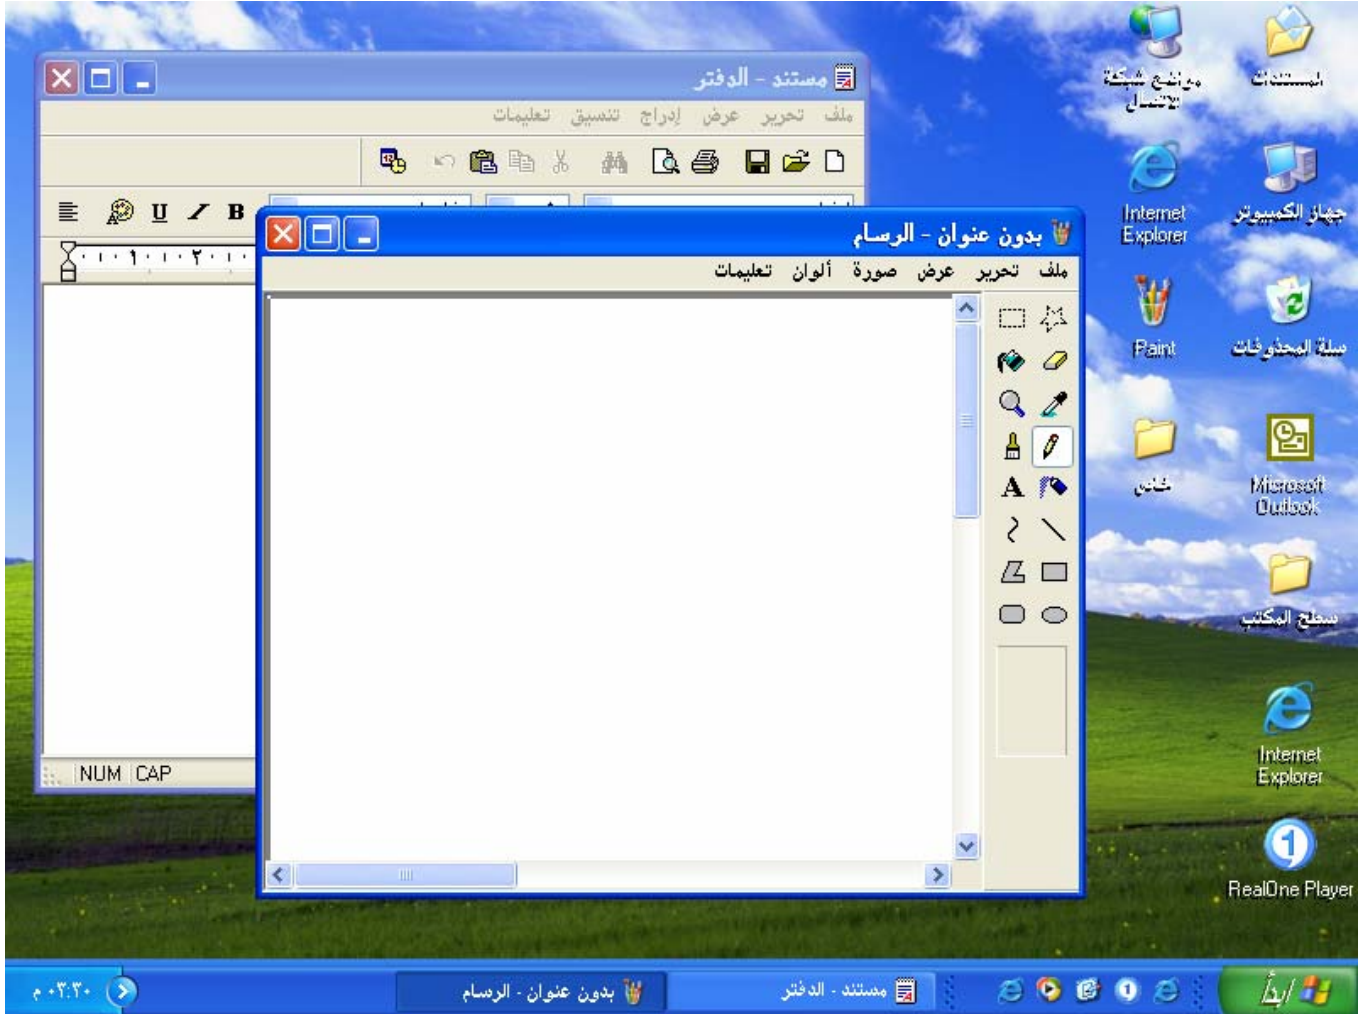 المستندات
مواضع شبكة
الاتصال
جهاز الكمبيوتر
Internet
Explorer
سلة المحذوفات
Paint
Microsoft
Outlook
خاص
سطح المكتب
Internet
Explorer
RealOne Player
مستند - الدفتر
ملف تحرير عرض إدراج تنسيق تعليمات
B I U
١ ٢
NUM CAP
بدون عنوان - الرسام
ملف تحرير عرض صورة ألوان تعليمات
A
ابدأ
مستند - الدفتر
بدون عنوان - الرسام
٠٣:٣٠ م